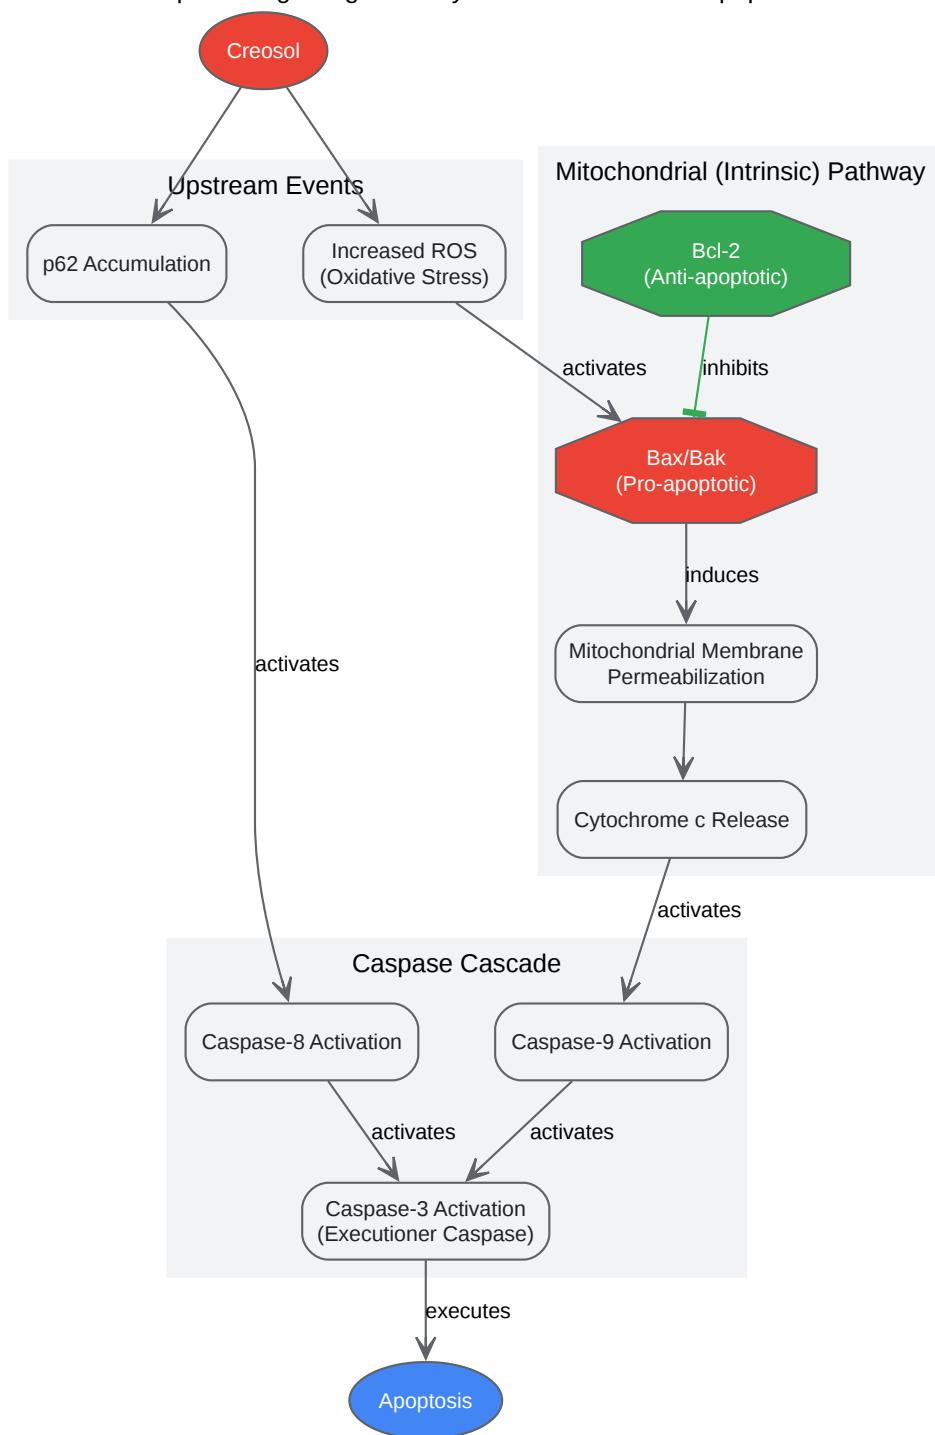 Creosol
Upstream Events
Mitochondrial (Intrinsic) Pathway
p62 Accumulation
Increased ROS
(Oxidative Stress)
Bcl-2
(Anti-apoptotic)
activates
inhibits
Bax/Bak
(Pro-apoptotic)
induces
activates
Mitochondrial Membrane
Permeabilization
Cytochrome c Release
activates
Caspase Cascade
Caspase-8 Activation
Caspase-9 Activation
activates
activates
Caspase-3 Activation
(Executioner Caspase)
executes
Apoptosis